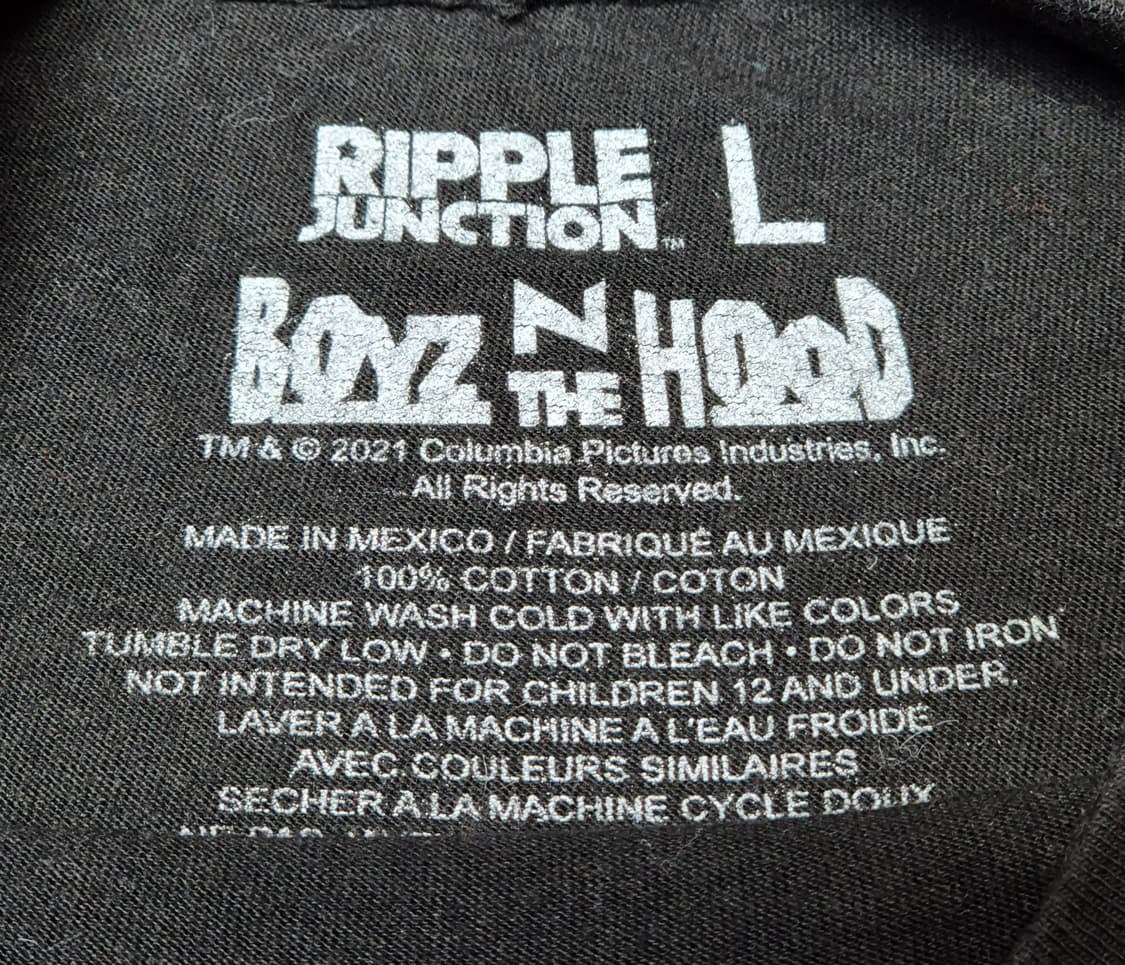 RIPPLE L
JUNCTION™
BOYZ N THE HOOD
TM & © 2021 Columbia Pictures Industries, Inc.
All Rights Reserved.
MADE IN MEXICO / FABRIQUÉ AU MEXIQUE
100% COTTON / COTON
MACHINE WASH COLD WITH LIKE COLORS
TUMBLE DRY LOW • DO NOT BLEACH • DO NOT IRON
NOT INTENDED FOR CHILDREN 12 AND UNDER.
LAVER A LA MACHINE A L'EAU FROIDE
AVEC COULEURS SIMILAIRES
SECHER A LA MACHINE CYCLE DOUX